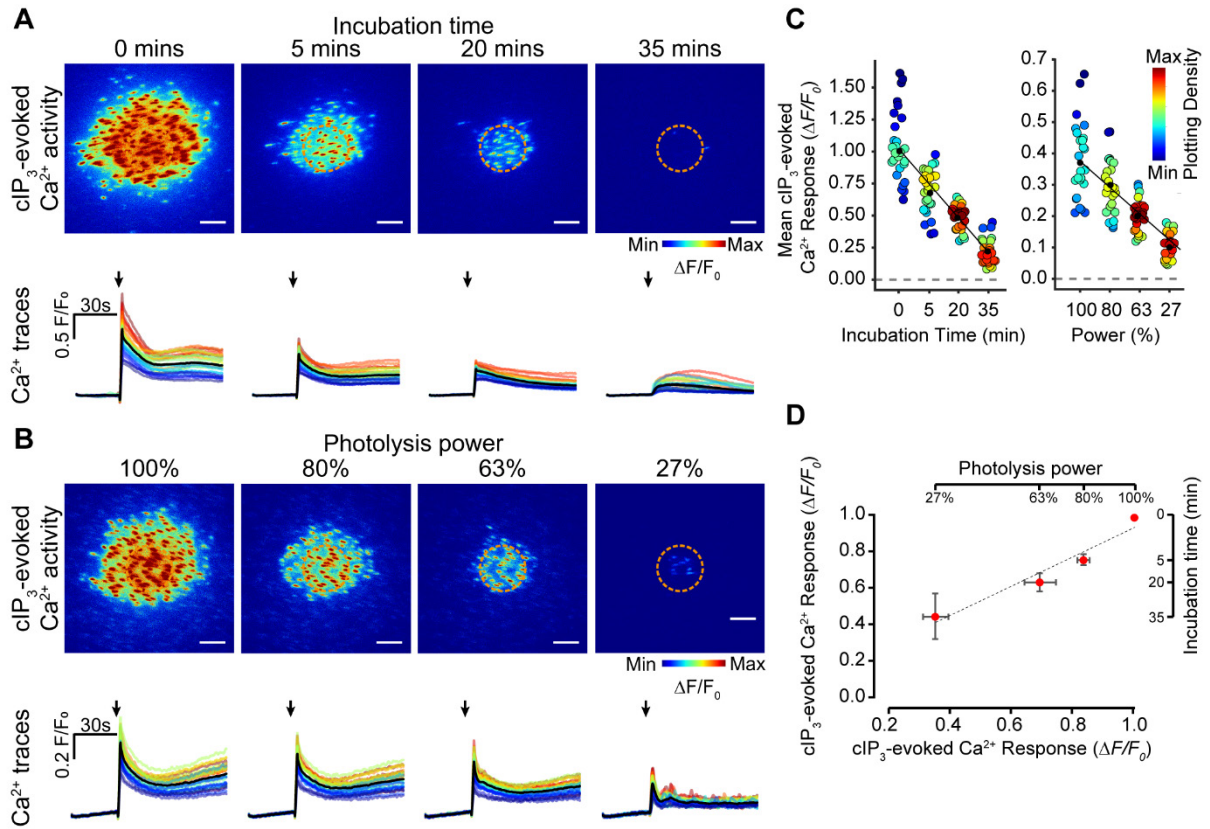 A
Incubation time
0 mins
5 mins
20 mins
35 mins
cIP₃-evoked
Ca²⁺ activity
Min
Max
ΔF/F₀
Ca²⁺ traces
30s
0.5 F/F₀
B
Photolysis power
100%
80%
63%
27%
cIP₃-evoked
Ca²⁺ activity
Min
Max
ΔF/F₀
Ca²⁺ traces
30s
0.2 F/F₀
C
Mean cIP₃-evoked
Ca²⁺ Response (ΔF/F₀)
1.50
1.25
1.00
0.75
0.50
0.25
0.00
0 5 20 35
Incubation Time (min)
0.7
0.6
0.5
0.4
0.3
0.2
0.1
0.0
100 80 63 27
Power (%)
Max
Min
Plotting Density
D
Photolysis power
27% 63% 80% 100%
cIP₃-evoked Ca²⁺ Response (ΔF/F₀)
1.0
0.8
0.6
0.4
0.2
0.0
0
5
20
35
Incubation time (min)
0.2 0.4 0.6 0.8 1.0
cIP₃-evoked Ca²⁺ Response (ΔF/F₀)